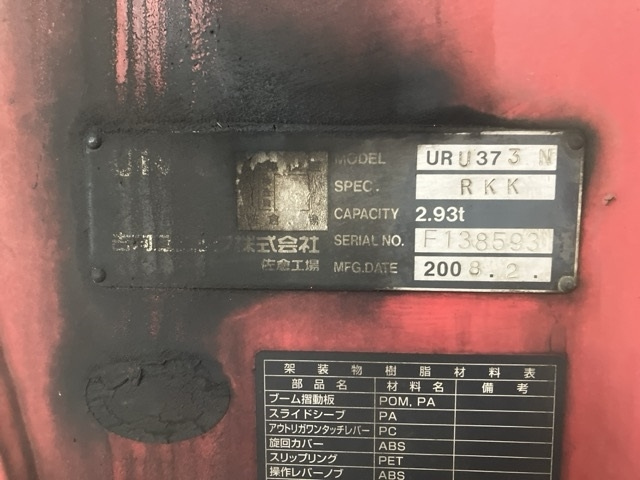 MODEL URU373N
SPEC. RKK
CAPACITY 2.93t
株式会社
SERIAL NO. F138593
佐倉工場
MFG.DATE 2008.2.
架装物樹脂材料表
部品名 材料名 備考
ブーム摺動板 POM, PA
スライドシーブ PA
アウトリガワンタッチレバー PC
旋回カバー ABS
スリップリング PET
操作レバーノブ ABS